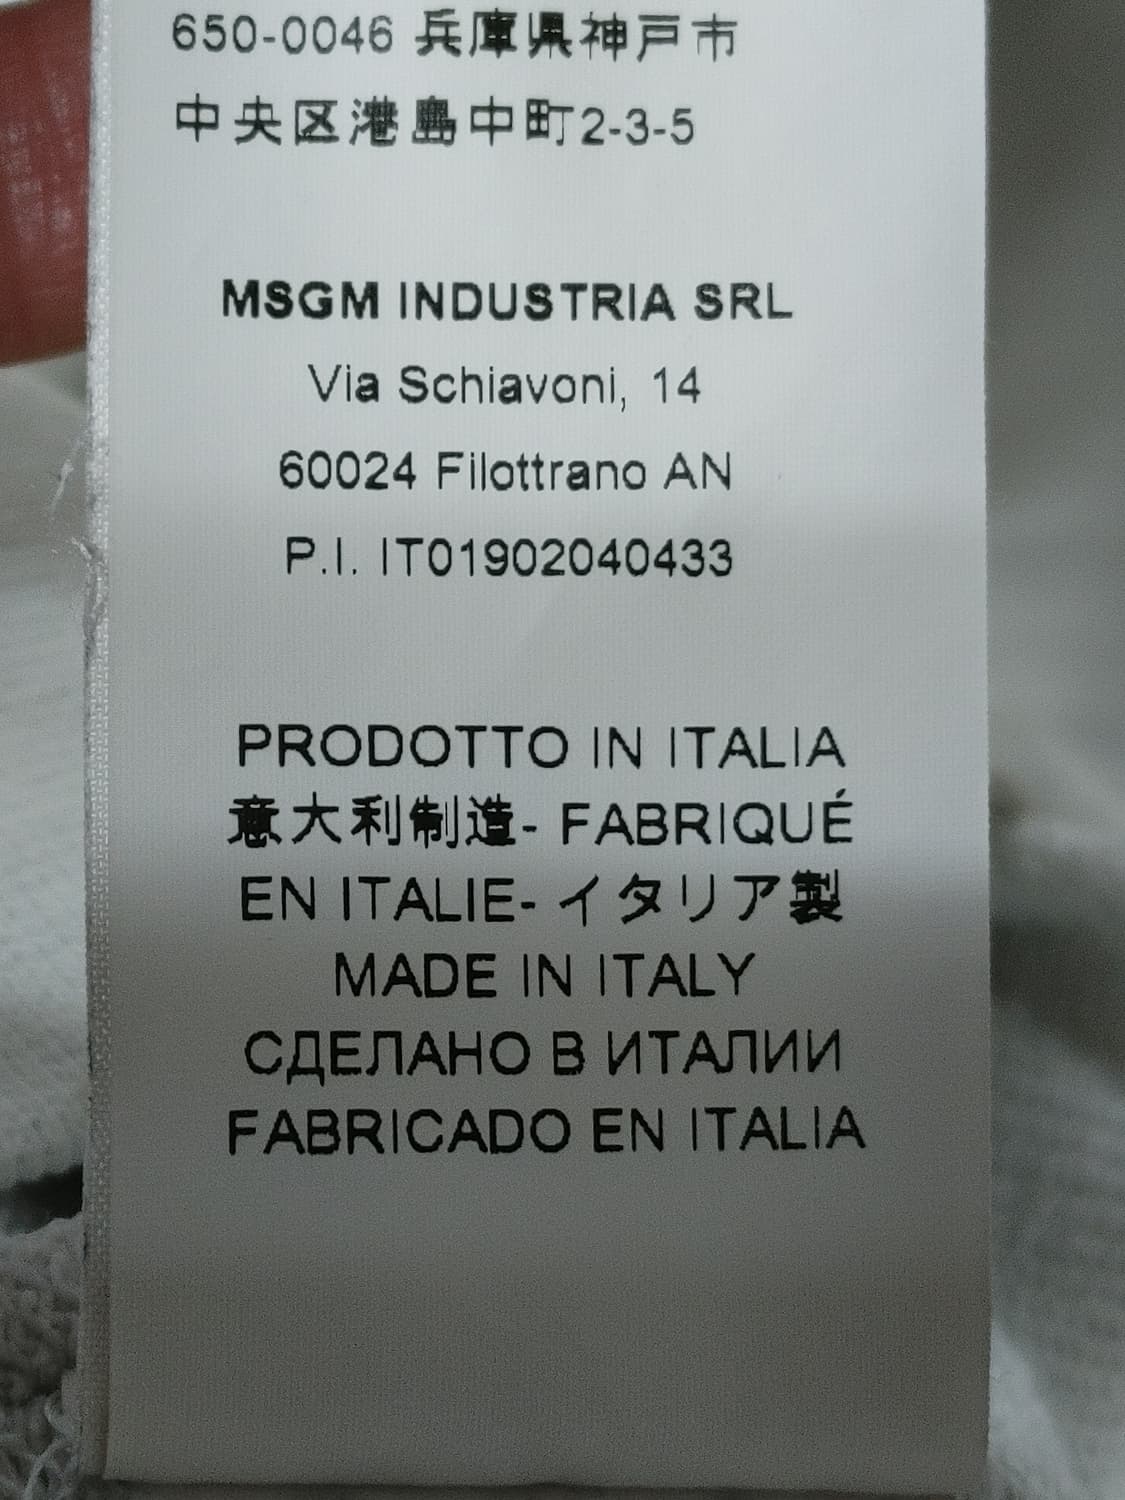 650-0046 兵庫県神戸市
中央区港島中町2-3-5
MSGM INDUSTRIA SRL
Via Schiavoni, 14
60024 Filottrano AN
P.I. IT01902040433
PRODOTTO IN ITALIA
意大利制造- FABRIQUÉ
EN ITALIE- イタリア製
MADE IN ITALY
СДЕЛАНО В ИТАЛИИ
FABRICADO EN ITALIA